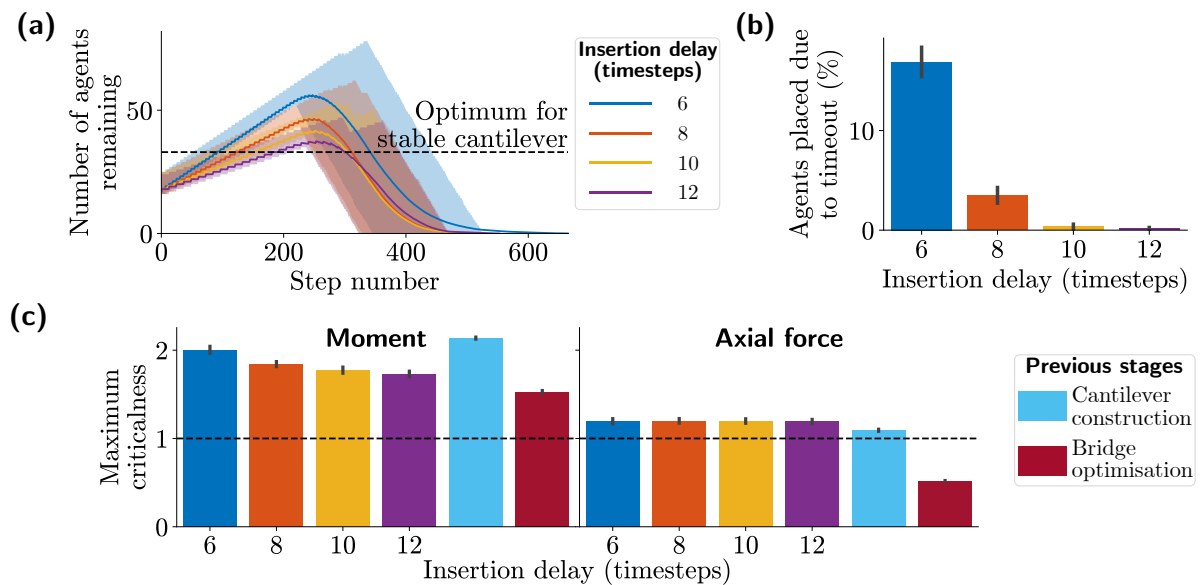 (a)
Number of agents
remaining
50
0
0
200
400
600
Step number
Optimum for
stable cantilever
Insertion delay
(timesteps)
6
8
10
12
(b)
Agents placed due
to timeout (%)
10
0
6
8
10
12
Insertion delay (timesteps)
(c)
Maximum
criticalness
2
1
0
Moment
Axial force
6
8
10
12
6
8
10
12
Insertion delay (timesteps)
Previous stages
Cantilever
construction
Bridge
optimisation